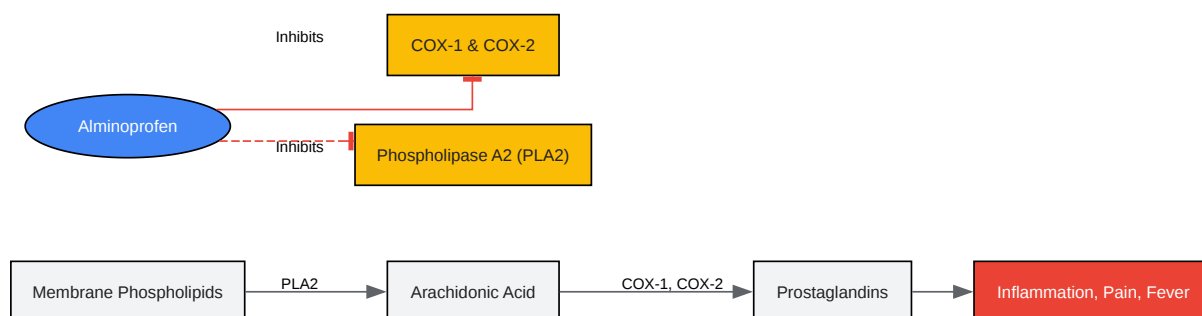 Inhibits
COX-1 & COX-2
Alminoprofen
Inhibits
Phospholipase A2 (PLA2)
Membrane Phospholipids
PLA2
Arachidonic Acid
COX-1, COX-2
Prostaglandins
Inflammation, Pain, Fever